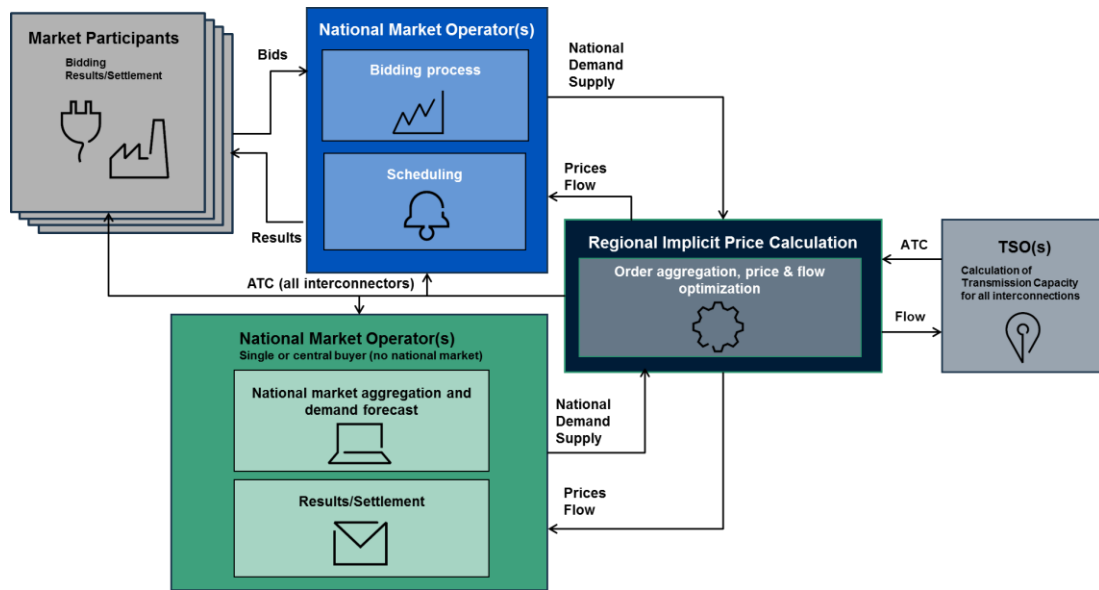 Market Participants
Bidding
Results/Settlement
Bids
Results
National Market Operator(s)
Bidding process
Scheduling
National
Demand
Supply
Prices
Flow
Regional Implicit Price Calculation
Order aggregation, price & flow
optimization
ATC
Flow
TSO(s)
Calculation of
Transmission Capacity
for all interconnections
ATC (all interconnectors)
National Market Operator(s)
Single or central buyer (no national market)
National market aggregation and
demand forecast
Results/Settlement
National
Demand
Supply
Prices
Flow